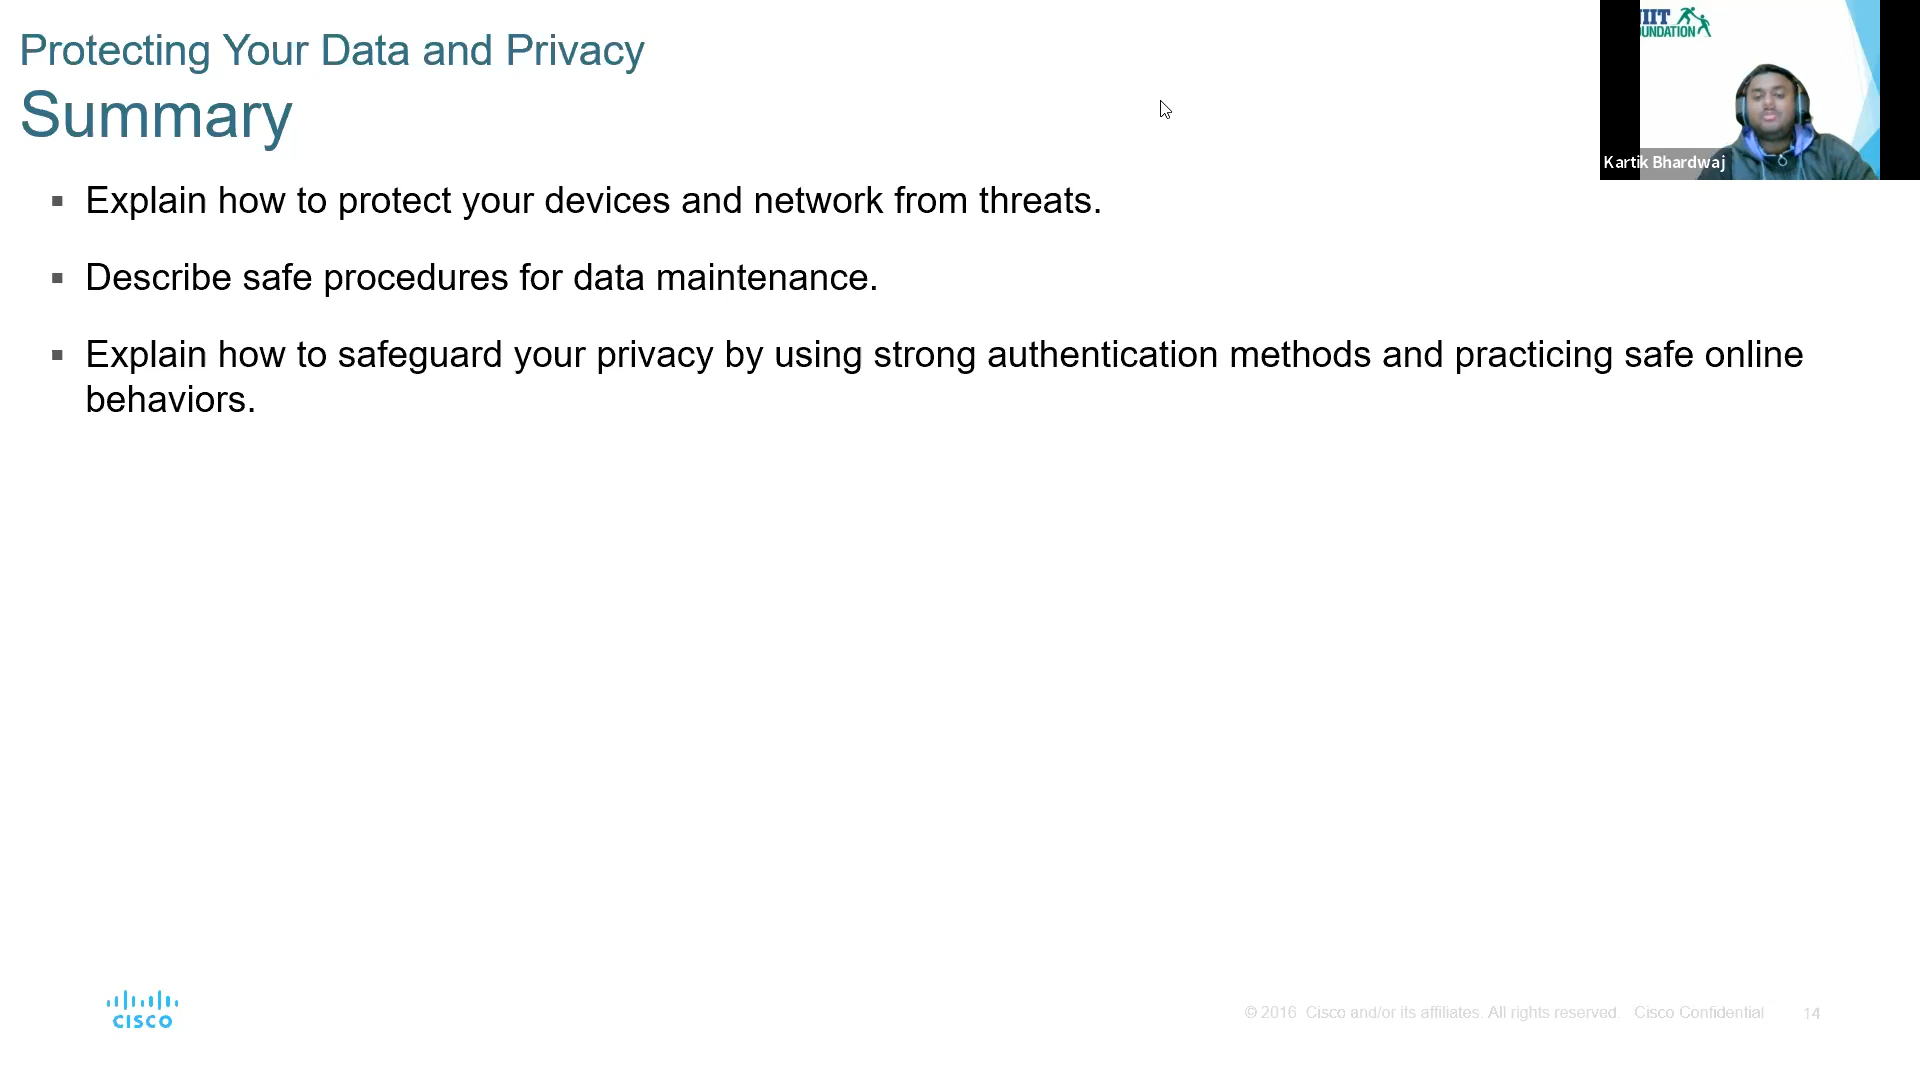 Protecting Your Data and Privacy
Summary
▪ Explain how to protect your devices and network from threats.
▪ Describe safe procedures for data maintenance.
▪ Explain how to safeguard your privacy by using strong authentication methods and practicing safe online
behaviors.
IIT
OUNDATION
Kartik Bhardwaj
CISCO
© 2016 Cisco and/or its affiliates. All rights reserved. Cisco Confidential 14